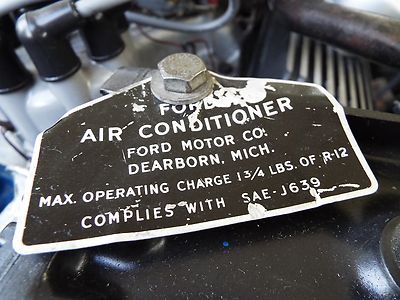 FORD
AIR CONDITIONER
FORD MOTOR CO.
DEARBORN, MICH.
MAX. OPERATING CHARGE 1 3/4 LBS. OF R-12
COMPLIES WITH SAE-J639